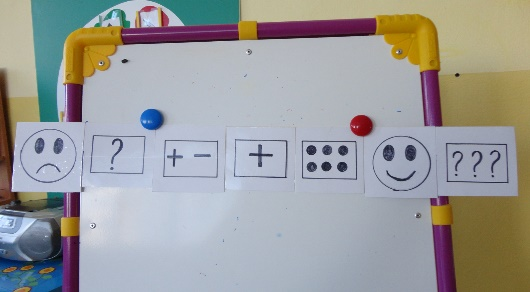 ? + − + ???